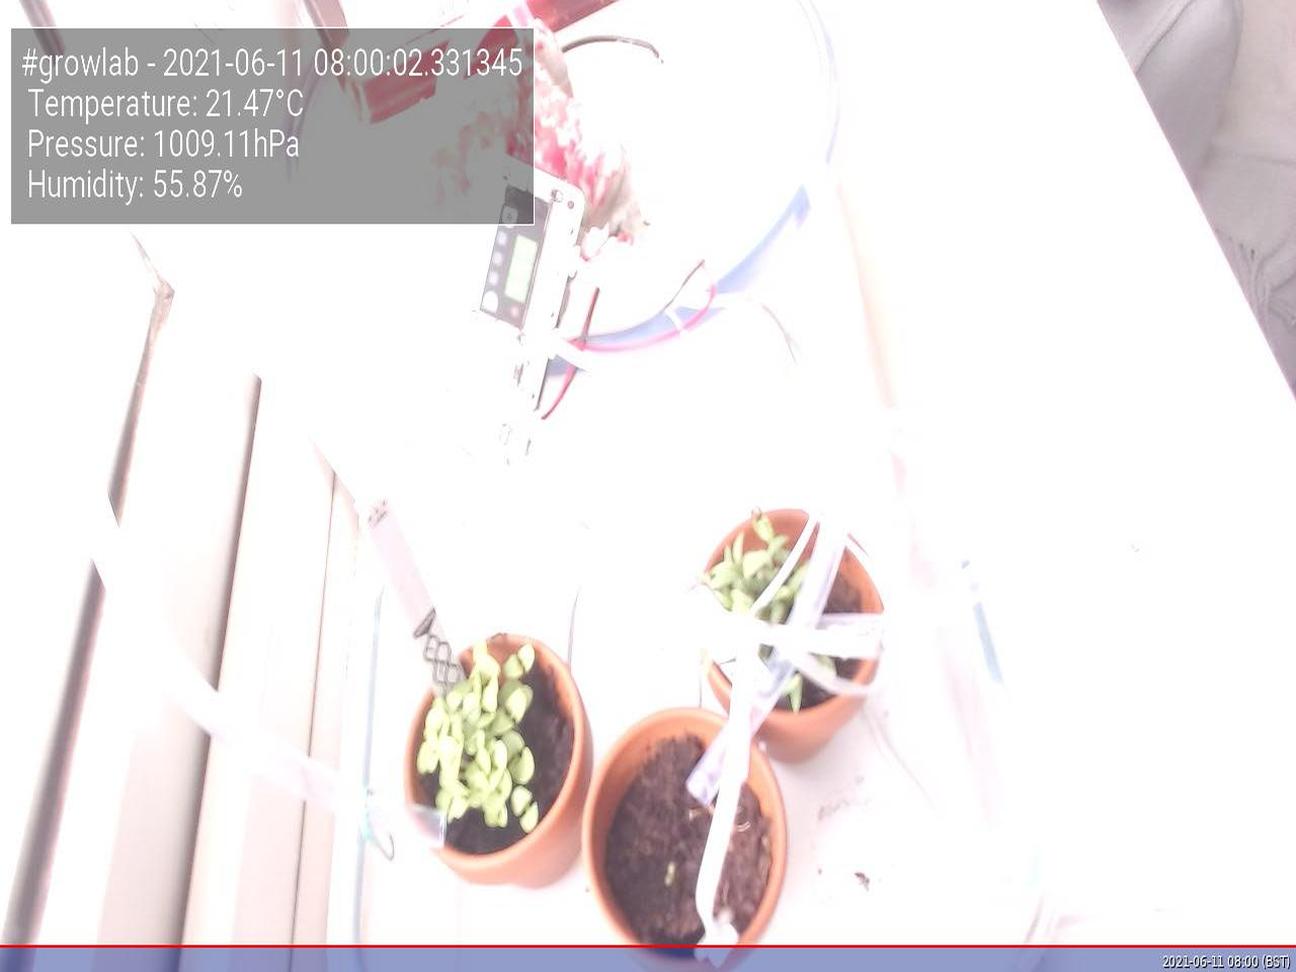 #growlab - 2021-06-11 08:00:02.331345
Temperature: 21.47°C
Pressure: 1009.11hPa
Humidity: 55.87%
2021-06-11 08:00 (BST)